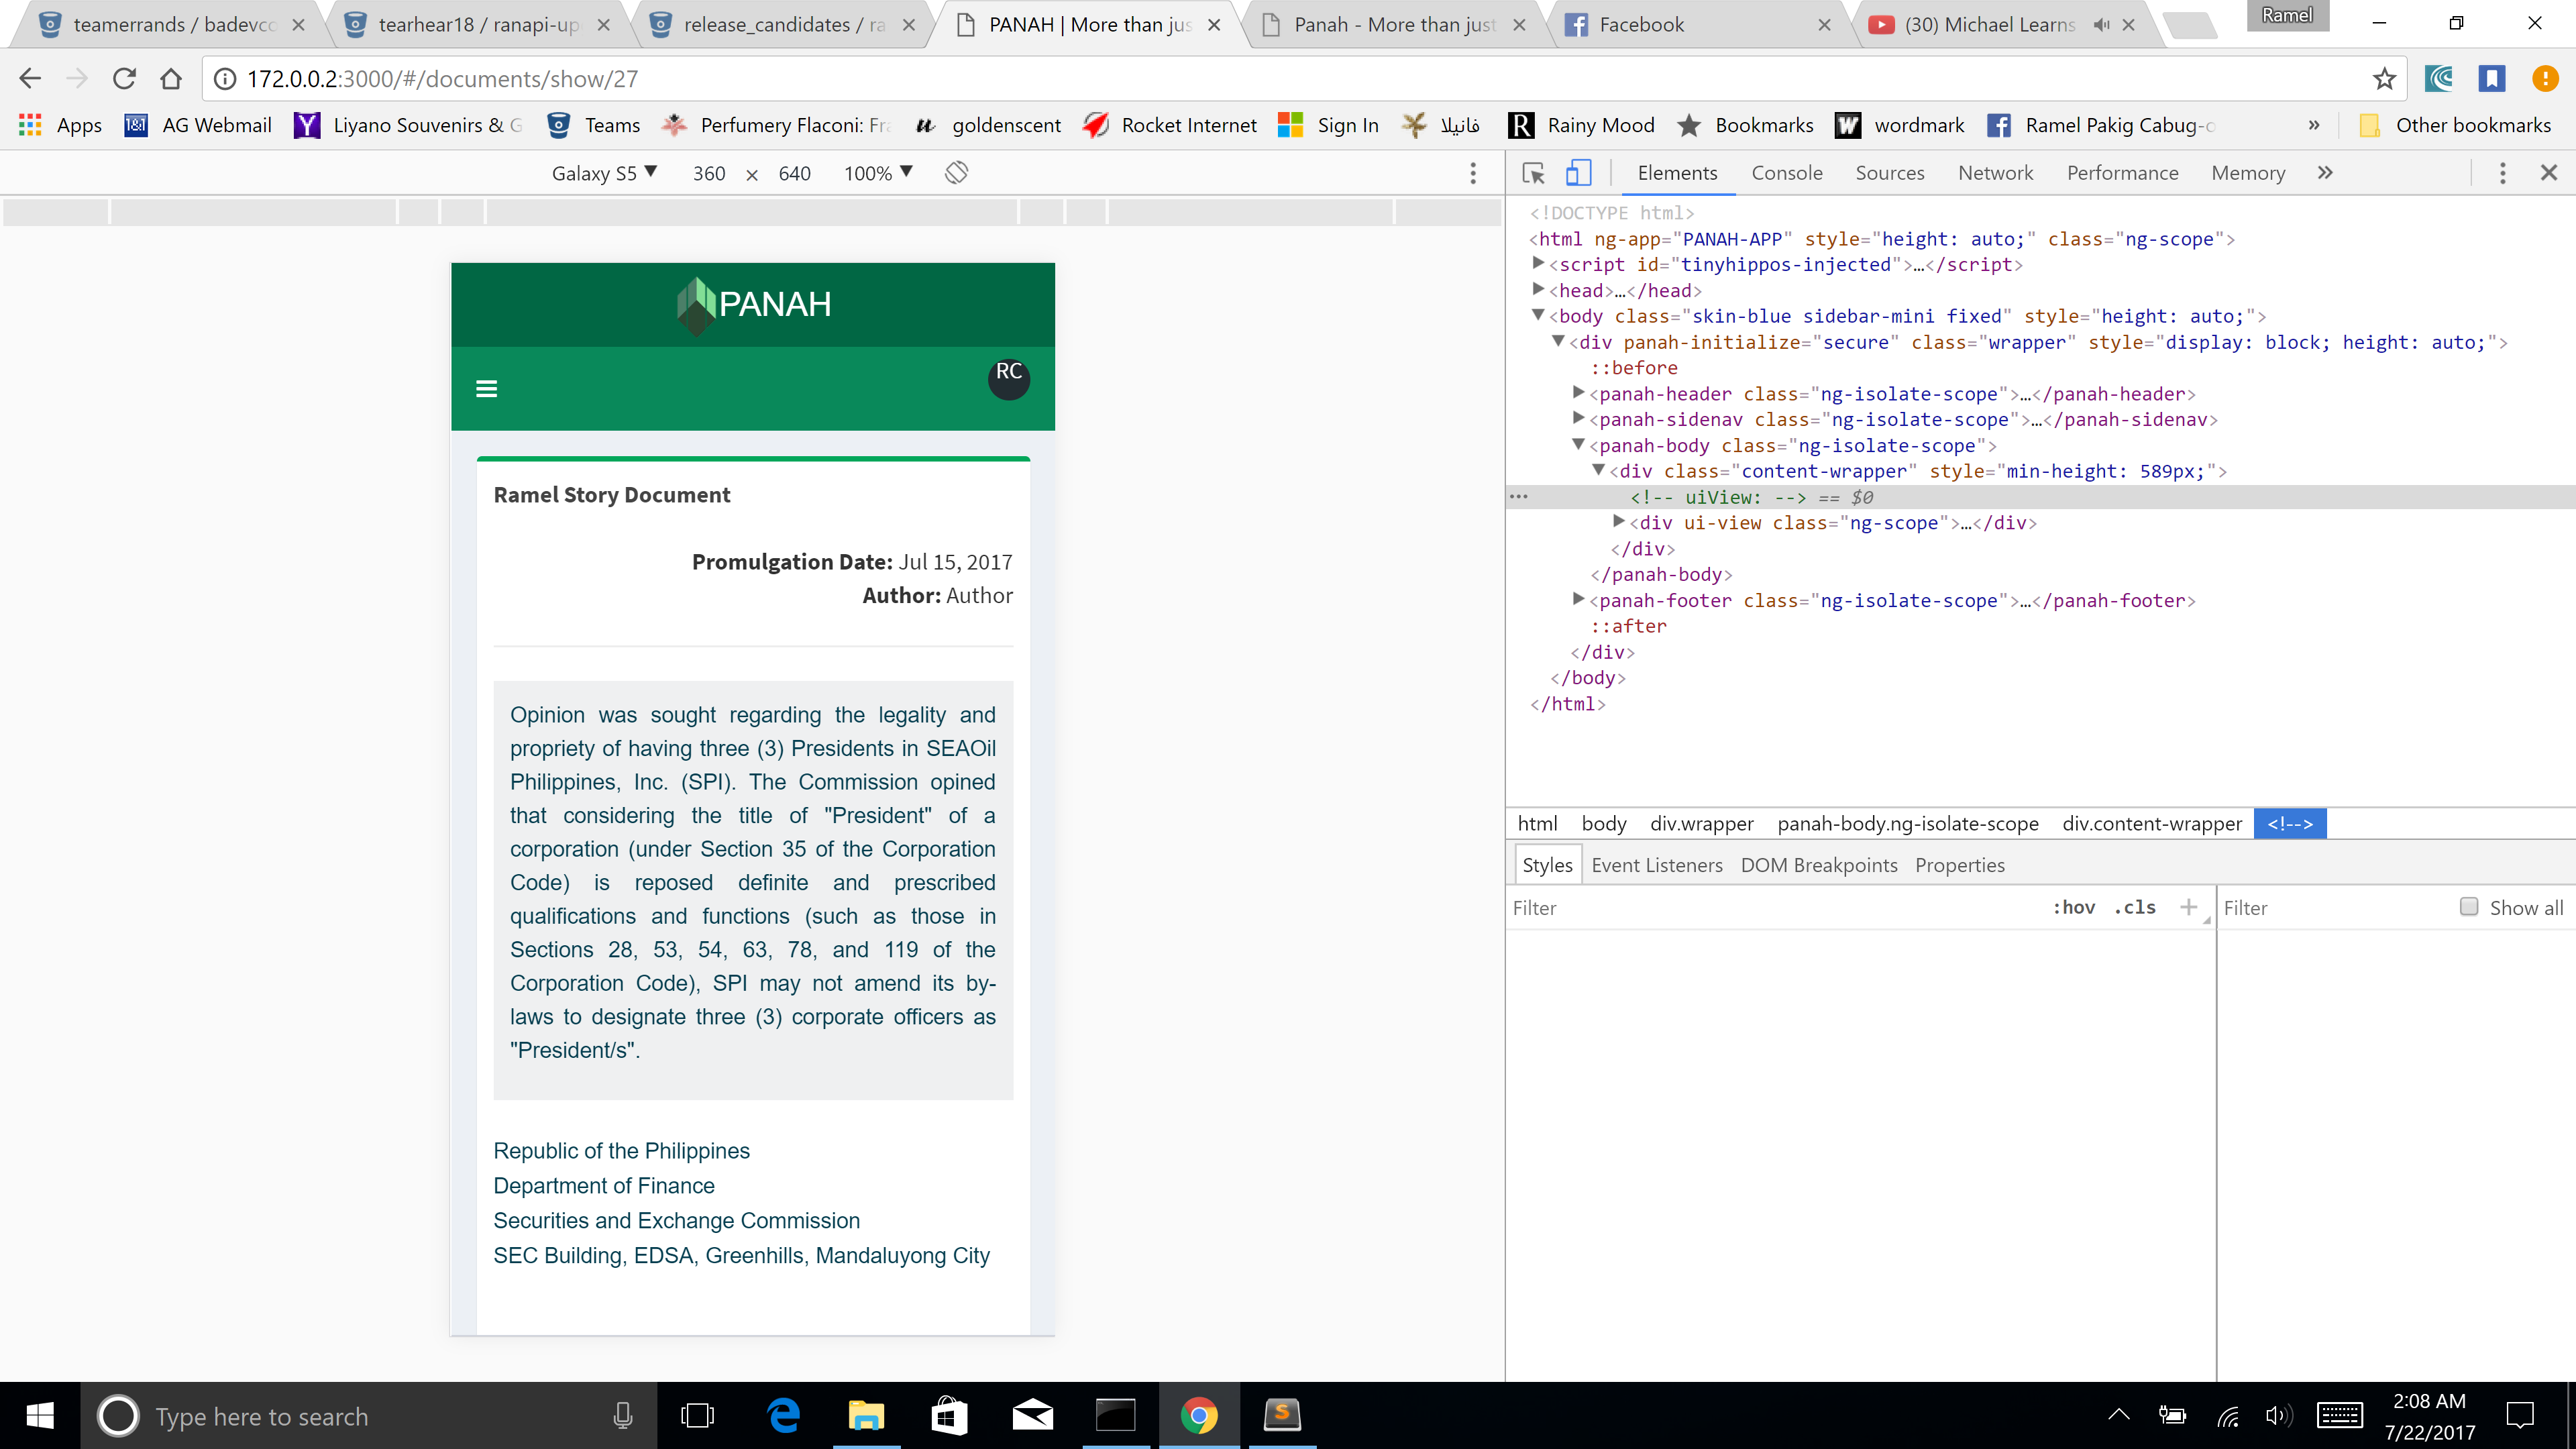 teamerrands / badevco
tearhear18 / ranapi-up
release_candidates / ra
PANAH | More than jus
Panah - More than just
Facebook
(30) Michael Learns
Ramel
172.0.0.2:3000/#/documents/show/27
Apps
1&1 AG Webmail
Y Liyano Souvenirs & G
Teams
Perfumery Flaconi: Fra
goldenscent
Rocket Internet
Sign In
فانيلا
R Rainy Mood
Bookmarks
W wordmark
Ramel Pakig Cabug-o
»
Other bookmarks
Galaxy S5 ▼ 360 × 640 100% ▼
Elements Console Sources Network Performance Memory »
<!DOCTYPE html>
<html ng-app="PANAH-APP" style="height: auto;" class="ng-scope">
▶<script id="tinyhippos-injected">…</script>
▶<head>…</head>
▼<body class="skin-blue sidebar-mini fixed" style="height: auto;">
▼<div panah-initialize="secure" class="wrapper" style="display: block; height: auto;">
::before
▶<panah-header class="ng-isolate-scope">…</panah-header>
▶<panah-sidenav class="ng-isolate-scope">…</panah-sidenav>
▼<panah-body class="ng-isolate-scope">
▼<div class="content-wrapper" style="min-height: 589px;">
<!-- uiView: --> == $0
▶<div ui-view class="ng-scope">…</div>
</div>
</panah-body>
▶<panah-footer class="ng-isolate-scope">…</panah-footer>
::after
</div>
</body>
</html>
html body div.wrapper panah-body.ng-isolate-scope div.content-wrapper <!-->
Styles Event Listeners DOM Breakpoints Properties
Filter :hov .cls + Filter Show all
PANAH
RC
Ramel Story Document
Promulgation Date: Jul 15, 2017
Author: Author
Opinion was sought regarding the legality and
propriety of having three (3) Presidents in SEAOil
Philippines, Inc. (SPI). The Commission opined
that considering the title of "President" of a
corporation (under Section 35 of the Corporation
Code) is reposed definite and prescribed
qualifications and functions (such as those in
Sections 28, 53, 54, 63, 78, and 119 of the
Corporation Code), SPI may not amend its by-
laws to designate three (3) corporate officers as
"President/s".
Republic of the Philippines
Department of Finance
Securities and Exchange Commission
SEC Building, EDSA, Greenhills, Mandaluyong City
Type here to search
2:08 AM
7/22/2017